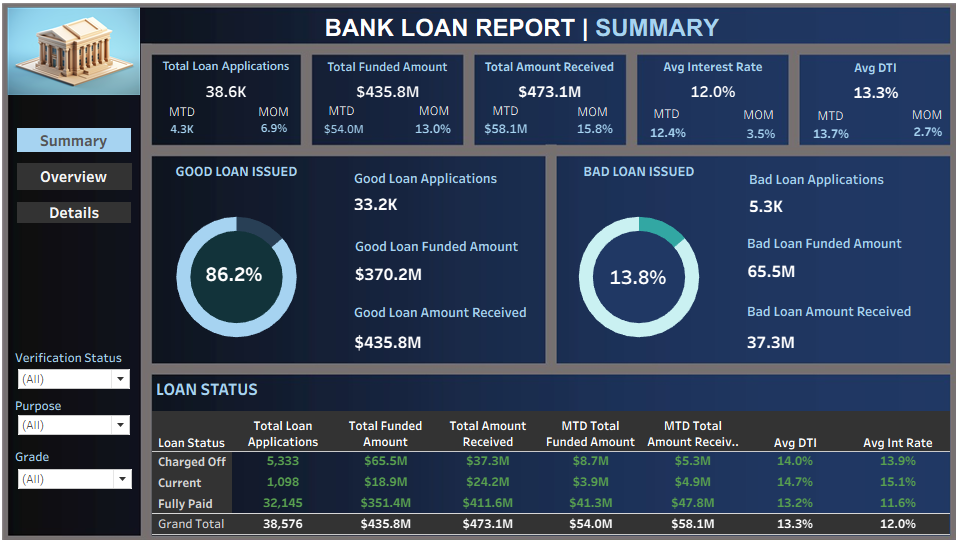 BANK LOAN REPORT | SUMMARY
Total Loan Applications
38.6K
MTD MOM
4.3K 6.9%
Total Funded Amount
$435.8M
MTD MOM
$54.0M 13.0%
Total Amount Received
$473.1M
MTD MOM
$58.1M 15.8%
Avg Interest Rate
12.0%
MTD MOM
12.4% 3.5%
Avg DTI
13.3%
MTD MOM
13.7% 2.7%
Summary
Overview
Details
Verification Status
(All)
Purpose
(All)
Grade
(All)
GOOD LOAN ISSUED
86.2%
Good Loan Applications
33.2K
Good Loan Funded Amount
$370.2M
Good Loan Amount Received
$435.8M
BAD LOAN ISSUED
13.8%
Bad Loan Applications
5.3K
Bad Loan Funded Amount
65.5M
Bad Loan Amount Received
37.3M
LOAN STATUS
Loan Status Total Loan Applications Total Funded Amount Total Amount Received MTD Total Funded Amount MTD Total Amount Receiv.. Avg DTI Avg Int Rate
Charged Off 5,333 $65.5M $37.3M $8.7M $5.3M 14.0% 13.9%
Current 1,098 $18.9M $24.2M $3.9M $4.9M 14.7% 15.1%
Fully Paid 32,145 $351.4M $411.6M $41.3M $47.8M 13.2% 11.6%
Grand Total 38,576 $435.8M $473.1M $54.0M $58.1M 13.3% 12.0%